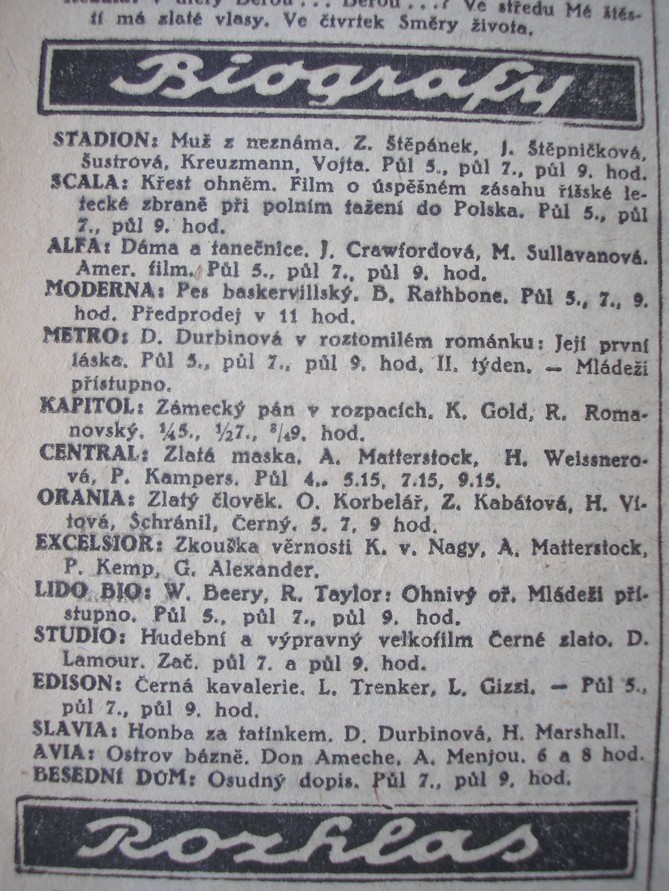 v úterý Berou... Berou...? Ve středu Mé štěs-
tí má zlaté vlasy. Ve čtvrtek Směry života.
Biografy
STADION: Muž z neznáma. Z. Štěpánek, J. Štěpničková,
Šustrová, Kreuzmann, Vojta. Půl 5., půl 7., půl 9. hod.
SCALA: Křest ohněm. Film o úspěšném zásahu říšské le-
tecké zbraně při polním tažení do Polska. Půl 5., půl
7., půl 9. hod.
ALFA: Dáma a tanečnice. J. Crawfordová, M. Sullavanová.
Amer. film. Půl 5., půl 7., půl 9. hod.
MODERNA: Pes baskervillský. B. Rathbone. Půl 5., 7., 9.
hod. Předprodej v 11 hod.
METRO: D. Durbinová v roztomilém románku: Její první
láska. Půl 5., půl 7., půl 9. hod. II. týden. — Mládeži
přístupno.
KAPITOL: Zámecký pán v rozpacích. K. Gold, R. Roma-
novský. ¼5., ½7., ¾9. hod.
CENTRAL: Zlatá maska. A. Matterstock, H. Weissnero-
vá, P. Kampers. Půl 4., 5.15, 7.15, 9.15.
ORANIA: Zlatý člověk. O. Korbelář, Z. Kabátová, H. Ví-
tová, Schránil, Černý. 5. 7, 9 hod.
EXCELSIOR: Zkouška věrnosti K. v. Nagy, A. Matterstock,
P. Kemp, G. Alexander.
LIDO BIO: W. Beery, R. Taylor: Ohnivý oř. Mládeži pří-
stupno. Půl 5., půl 7., půl 9. hod.
STUDIO: Hudební a výpravný velkofilm Černé zlato. D.
Lamour. Zač. půl 7. a půl 9. hod.
EDISON: Černá kavalerie. L. Trenker, L. Gizzi. — Půl 5.,
půl 7., půl 9. hod.
SLAVIA: Honba za tatinkem. D. Durbinová, H. Marshall.
AVIA: Ostrov bázně. Don Ameche, A. Menjou. 6 a 8 hod.
BESEDNÍ DŮM: Osudný dopis. Půl 7., půl 9. hod.
Rozhlas